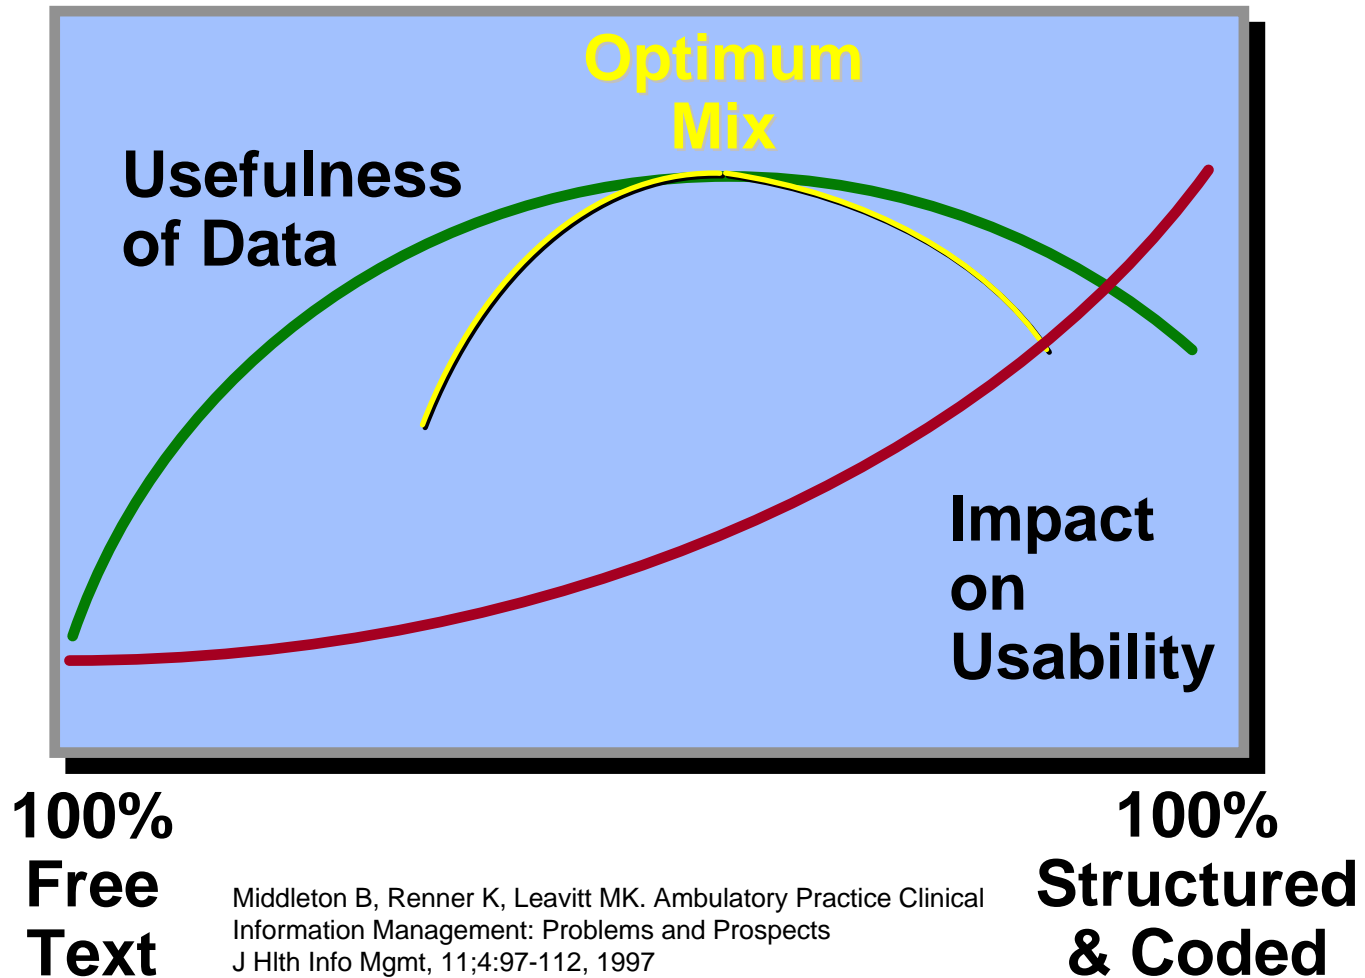 Optimum
Mix
Usefulness
of Data
Impact
on
Usability
100%
Free
Text
Middleton B, Renner K, Leavitt MK. Ambulatory Practice Clinical
Information Management: Problems and Prospects
J Hlth Info Mgmt, 11;4:97-112, 1997
100%
Structured
& Coded